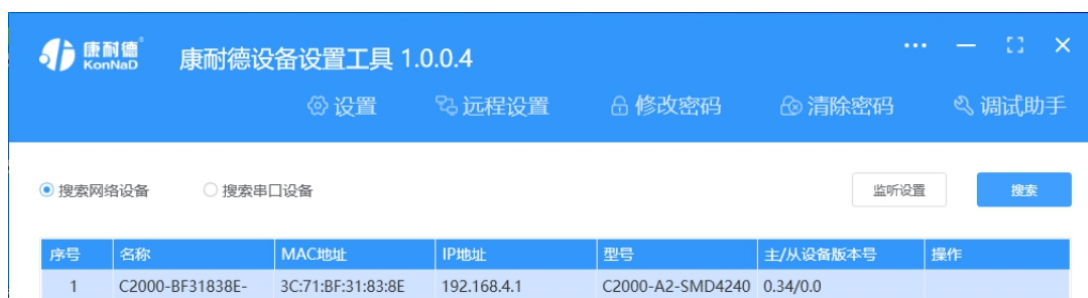 康耐德
KonNaD
康耐德设备设置工具 1.0.0.4
设置 远程设置 修改密码 清除密码 调试助手
搜索网络设备 搜索串口设备 监听设置 搜索
序号 名称 MAC地址 IP地址 型号 主/从设备版本号 操作
1 C2000-BF31838E- 3C:71:BF:31:83:8E 192.168.4.1 C2000-A2-SMD4240 0.34/0.0